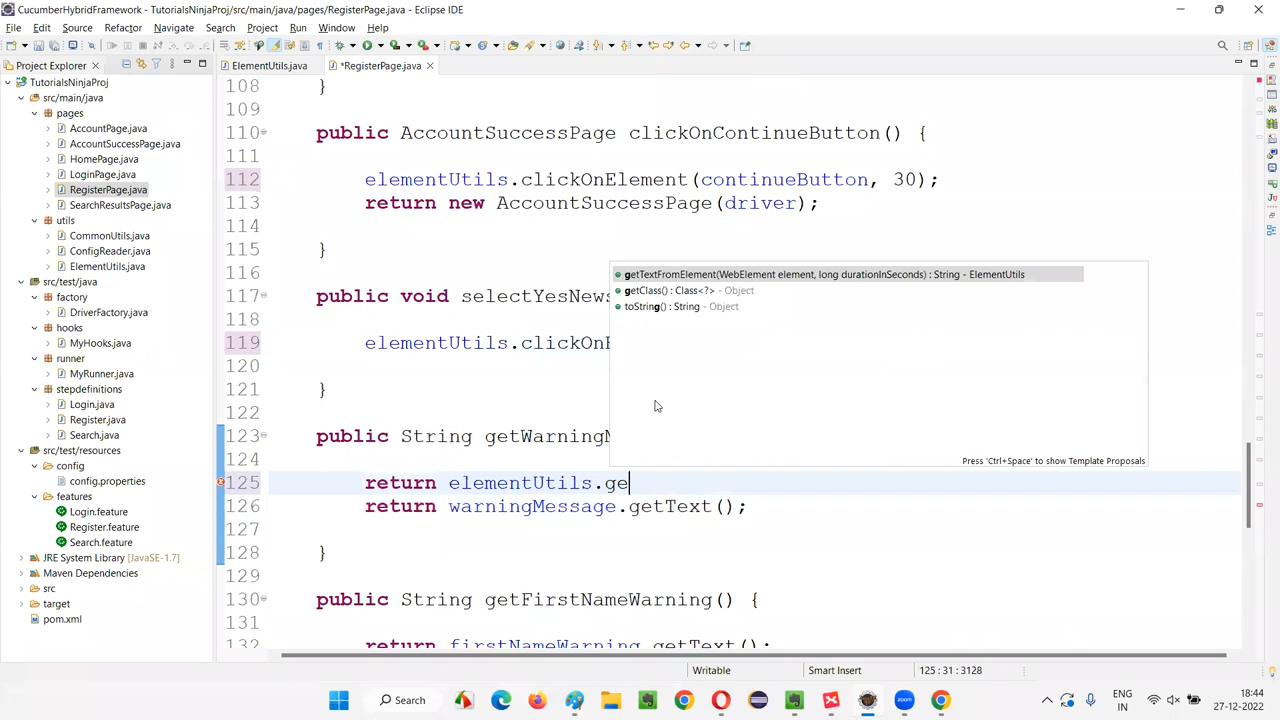 CucumberHybridFramework - TutorialsNinjaProj/src/main/java/pages/RegisterPage.java - Eclipse IDE
File Edit Source Refactor Navigate Search Project Run Window Help
Project Explorer
ElementUtils.java
*RegisterPage.java
TutorialsNinjaProj
src/main/java
pages
AccountPage.java
AccountSuccessPage.java
HomePage.java
LoginPage.java
RegisterPage.java
SearchResultsPage.java
utils
CommonUtils.java
ConfigReader.java
ElementUtils.java
src/test/java
factory
DriverFactory.java
hooks
MyHooks.java
runner
MyRunner.java
stepdefinitions
Login.java
Register.java
Search.java
src/test/resources
config
config.properties
features
Login.feature
Register.feature
Search.feature
JRE System Library [JavaSE-1.7]
Maven Dependencies
src
target
pom.xml
108 }
109
110 public AccountSuccessPage clickOnContinueButton() {
111
112 elementUtils.clickOnElement(continueButton, 30);
113 return new AccountSuccessPage(driver);
114
115 }
116
117 public void selectYesNews
118
119 elementUtils.clickOn
120
121 }
122
123 public String getWarning
124
125 return elementUtils.ge
126 return warningMessage.getText();
127
128 }
129
130 public String getFirstNameWarning() {
131
132 return firstNameWarning.getText();
getTextFromElement(WebElement element, long durationInSeconds) : String - ElementUtils
getClass() : Class<?> - Object
toString() : String - Object
Press 'Ctrl+Space' to show Template Proposals
Writable Smart Insert 125 : 31 : 3128
Search
ENG
IN
18:44
27-12-2022